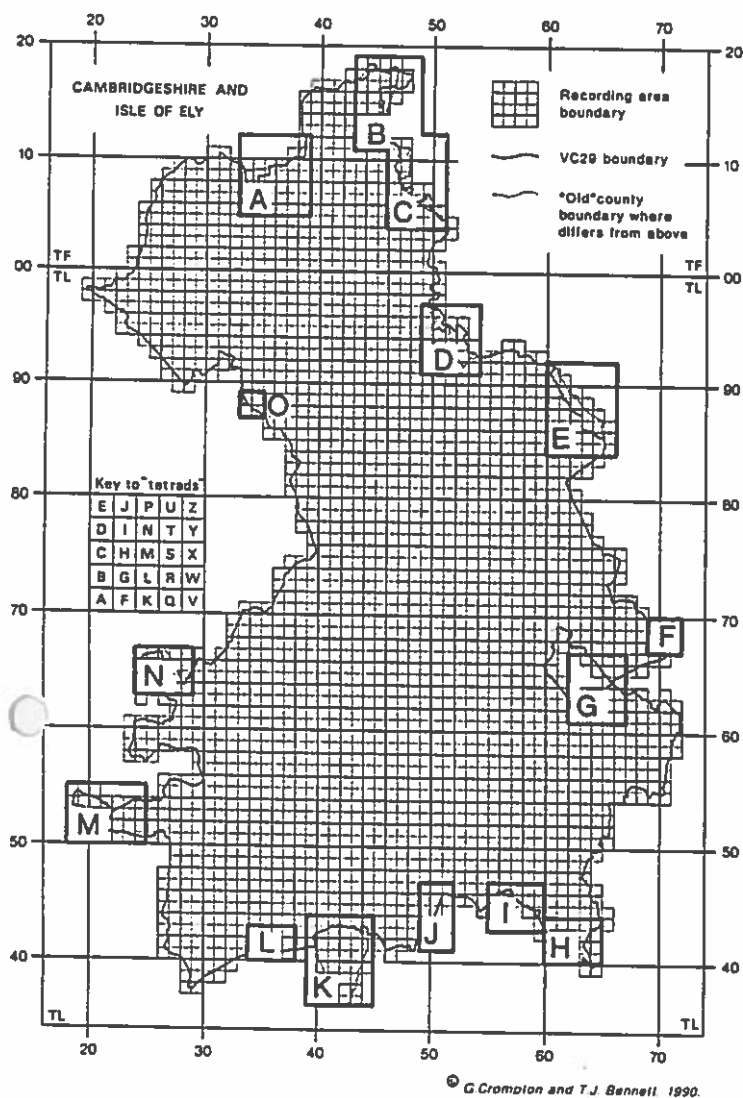 20 30 40 50 60 70
20 20
CAMBRIDGESHIRE AND
ISLE OF ELY
Recording area
boundary
VC29 boundary
"Old" county
boundary where
differs from above
B
10 10
A
C
TF TF
00 00
TL TL
D
90 90
O
E
Key to "tetrads"
E J P U Z
D I N T Y
C H M S X
B G L R W
A F K Q V
80 80
70 70
F
N
G
60 60
M
50 50
J
I
L
H
40 40
K
TL TL
20 30 40 50 60 70
© G.Crompton and T.J. Bennell. 1990.